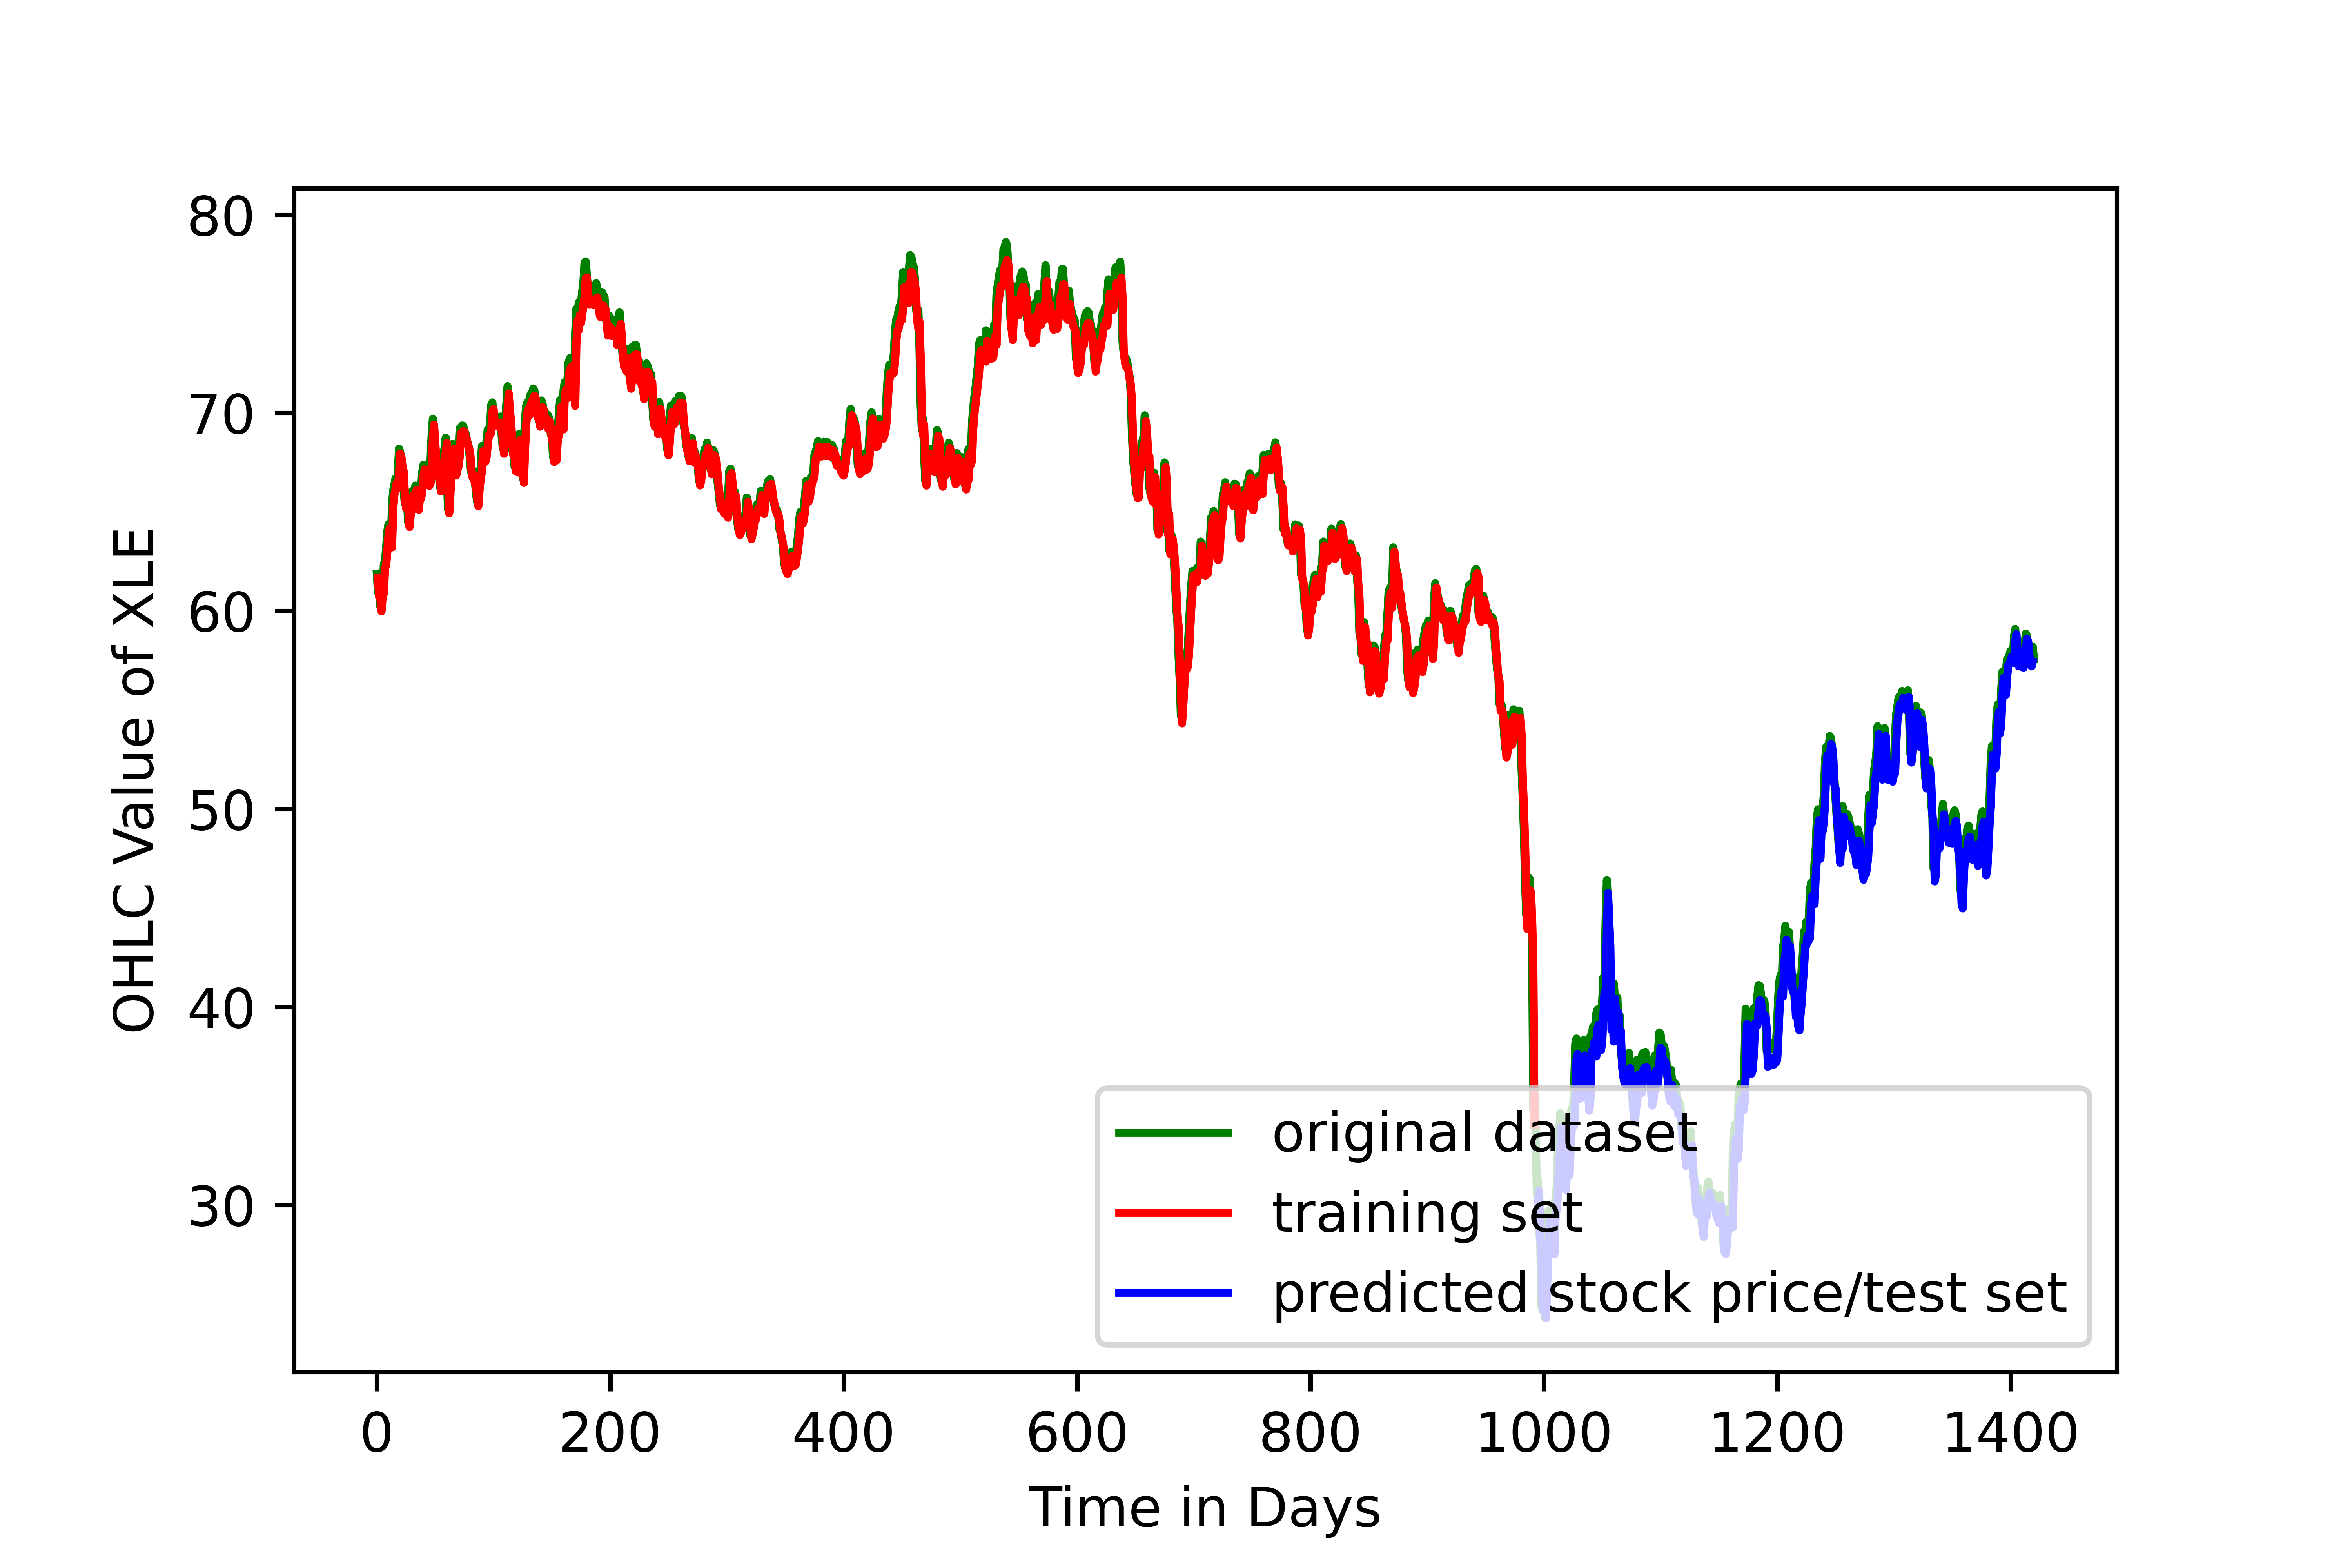 80
70
60
50
40
30
OHLC Value of XLE
original dataset
training set
predicted stock price/test set
0 200 400 600 800 1000 1200 1400
Time in Days